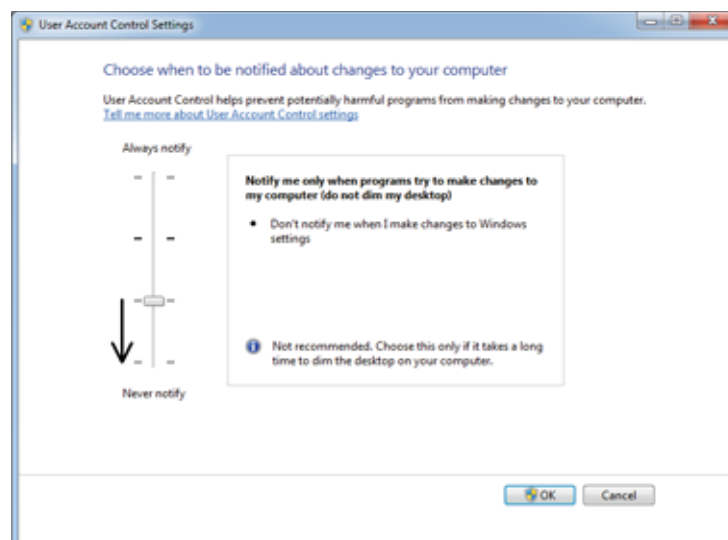 User Account Control Settings
Choose when to be notified about changes to your computer
User Account Control helps prevent potentially harmful programs from making changes to your computer.
Tell me more about User Account Control settings
Always notify
Notify me only when programs try to make changes to
my computer (do not dim my desktop)
• Don't notify me when I make changes to Windows
settings
Not recommended. Choose this only if it takes a long
time to dim the desktop on your computer.
Never notify
OK
Cancel